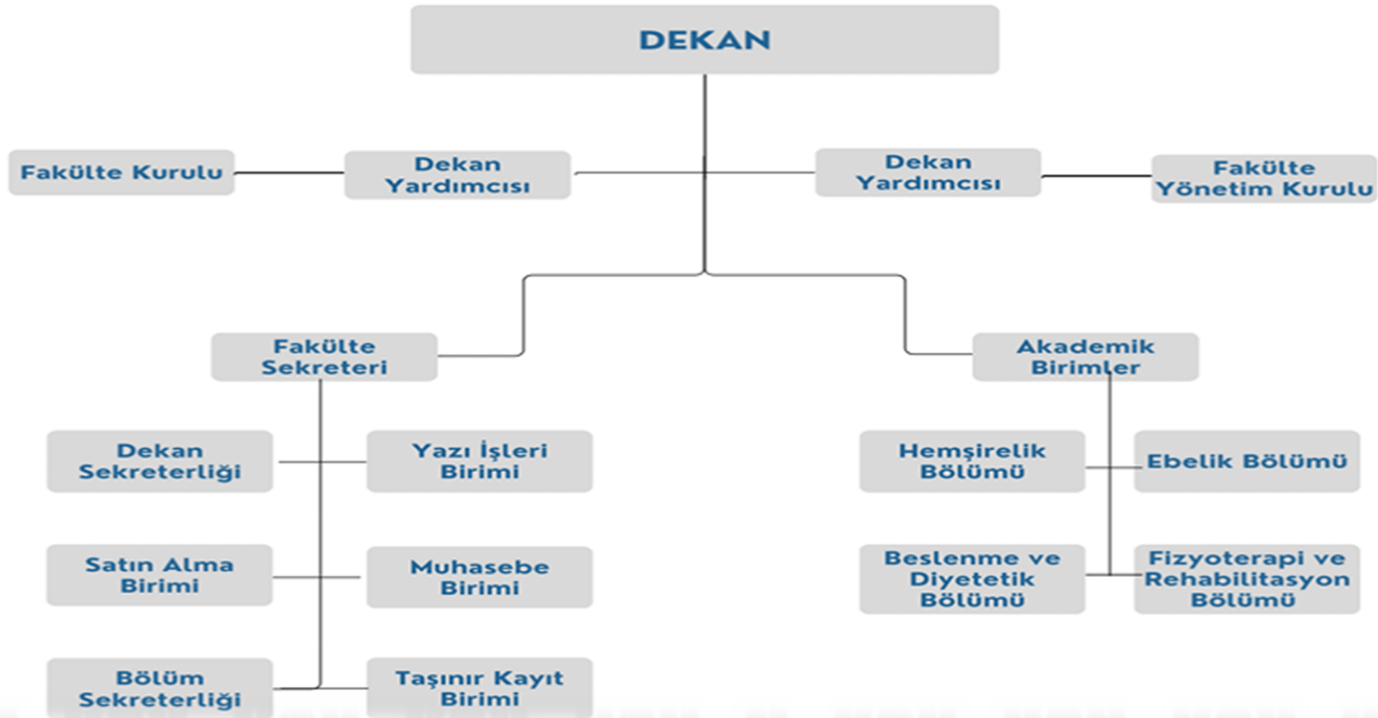 DEKAN
Fakülte Kurulu
Dekan
Yardımcısı
Dekan
Yardımcısı
Fakülte
Yönetim Kurulu
Fakülte
Sekreteri
Akademik
Birimler
Dekan
Sekreterliği
Yazı İşleri
Birimi
Hemşirelik
Bölümü
Ebelik Bölümü
Satın Alma
Birimi
Muhasebe
Birimi
Beslenme ve
Diyetetik
Bölümü
Fizyoterapi ve
Rehabilitasyon
Bölümü
Bölüm
Sekreterliği
Taşınır Kayıt
Birimi